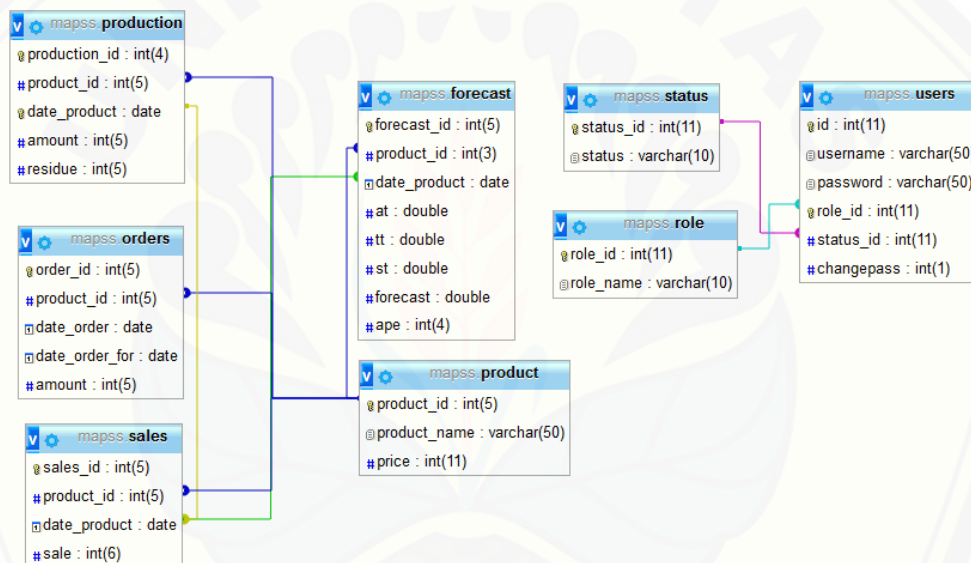 mapss production
production_id : int(4)
product_id : int(5)
date_product : date
amount : int(5)
residue : int(5)
mapss orders
order_id : int(5)
product_id : int(5)
date_order : date
date_order_for : date
amount : int(5)
mapss sales
sales_id : int(5)
product_id : int(5)
date_product : date
sale : int(6)
mapss forecast
forecast_id : int(5)
product_id : int(3)
date_product : date
at : double
tt : double
st : double
forecast : double
ape : int(4)
mapss product
product_id : int(5)
product_name : varchar(50)
price : int(11)
mapss status
status_id : int(11)
status : varchar(10)
mapss role
role_id : int(11)
role_name : varchar(10)
mapss users
id : int(11)
username : varchar(50
password : varchar(50)
role_id : int(11)
status_id : int(11)
changepass : int(1)